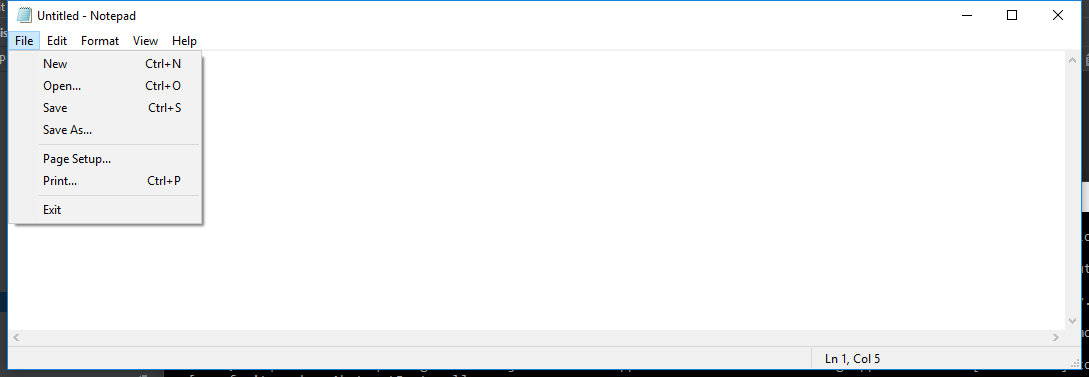 Untitled - Notepad
File Edit Format View Help
New Ctrl+N
Open... Ctrl+O
Save Ctrl+S
Save As...
Page Setup...
Print... Ctrl+P
Exit
Ln 1, Col 5